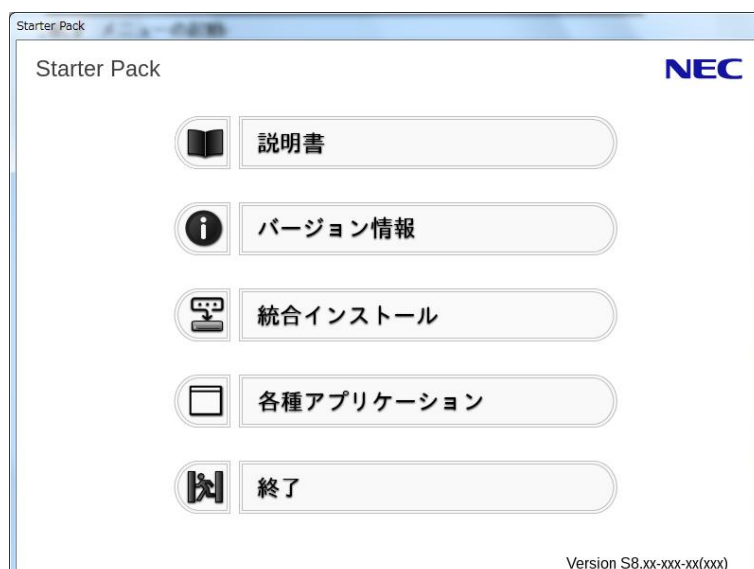 Starter Pack
Starter Pack
NEC
説明書
バージョン情報
統合インストール
各種アプリケーション
終了
Version S8.xx-xxx-xx(xxx)